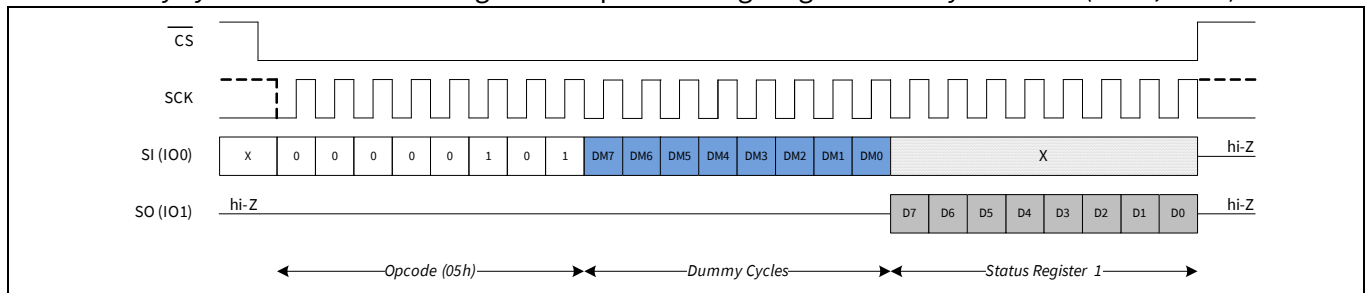 CS
SCK
SI (IO0) X 0 0 0 0 0 1 0 1 DM7 DM6 DM5 DM4 DM3 DM2 DM1 DM0 X hi-Z
SO (IO1) hi-Z D7 D6 D5 D4 D3 D2 D1 D0 hi-Z
Opcode (05h) Dummy Cycles Status Register 1